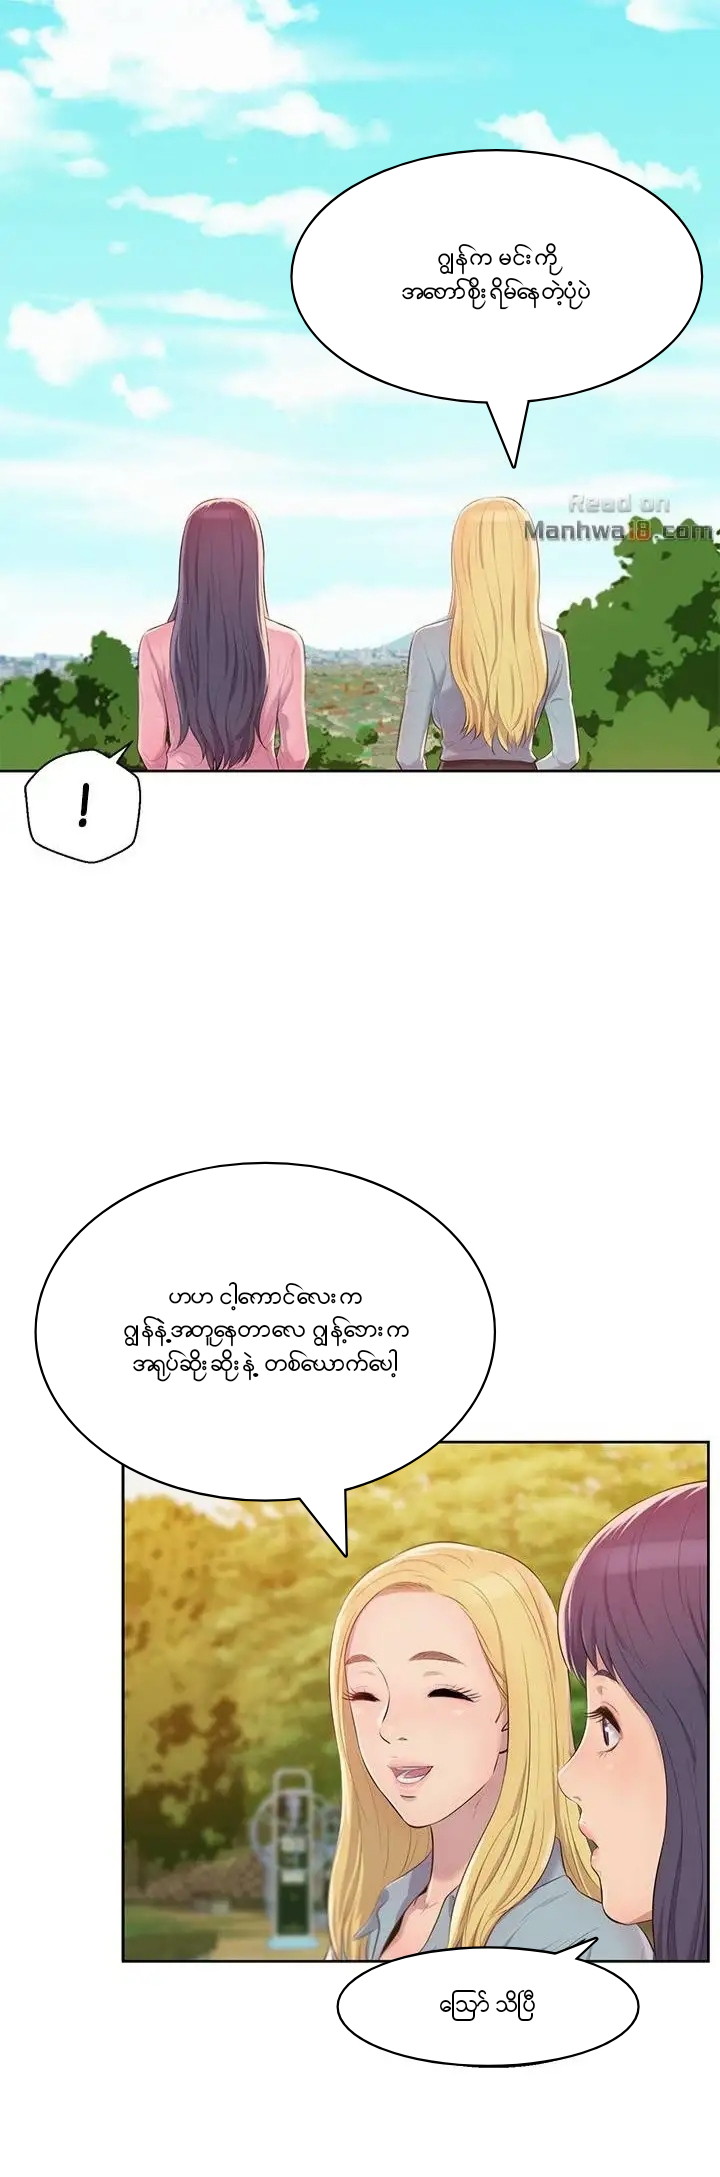 ဂျွန်က မင်းကို
အတော်စိုးရိမ်နေတဲ့ပုံပဲ
Read on
Manhwa18.com
!
ဟဟ ငါ့ကောင်လေးက
ဂျွန်နဲ့အတူနေတာလေ ဂျွန့်ဘေးက
အရုပ်ဆိုးဆိုးနဲ့ တစ်ယောက်ပေါ့
သြော် သိပြီ